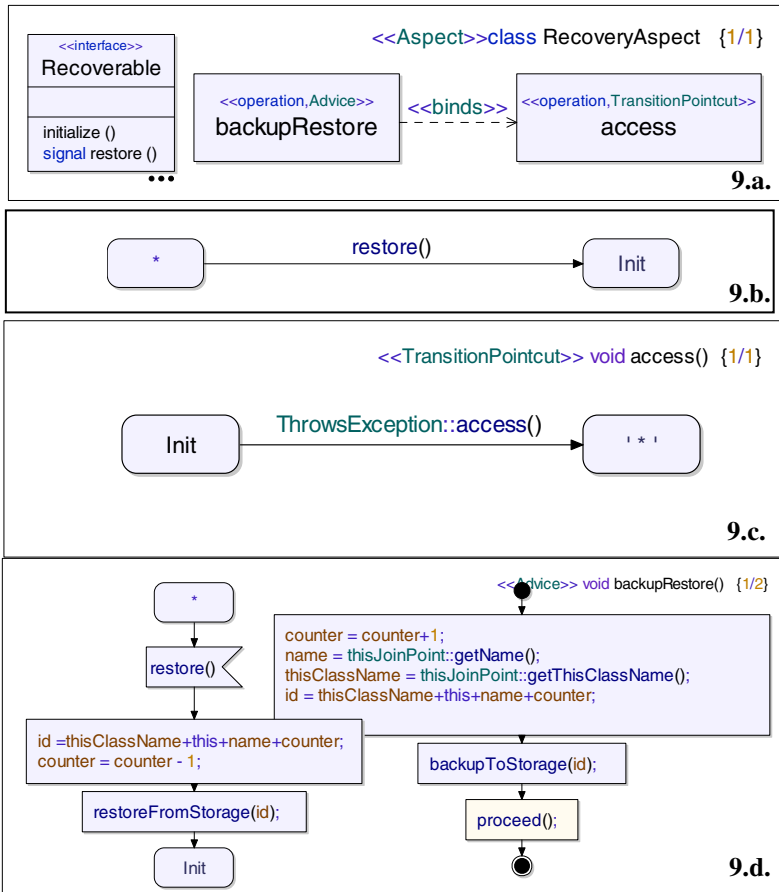 <<Aspect>>class RecoveryAspect {1/1}
<<interface>>
Recoverable
initialize ()
signal restore ()
•••
<<operation,Advice>>
backupRestore
<<binds>>
<<operation,TransitionPointcut>>
access
9.a.
*
restore()
Init
9.b.
<<TransitionPointcut>> void access() {1/1}
Init
ThrowsException::access()
' * '
9.c.
<<Advice>> void backupRestore() {1/2}
*
restore()
id =thisClassName+this+name+counter;
counter = counter - 1;
restoreFromStorage(id);
Init
counter = counter+1;
name = thisJoinPoint::getName();
thisClassName = thisJoinPoint::getThisClassName();
id = thisClassName+this+name+counter;
backupToStorage(id);
proceed();
9.d.